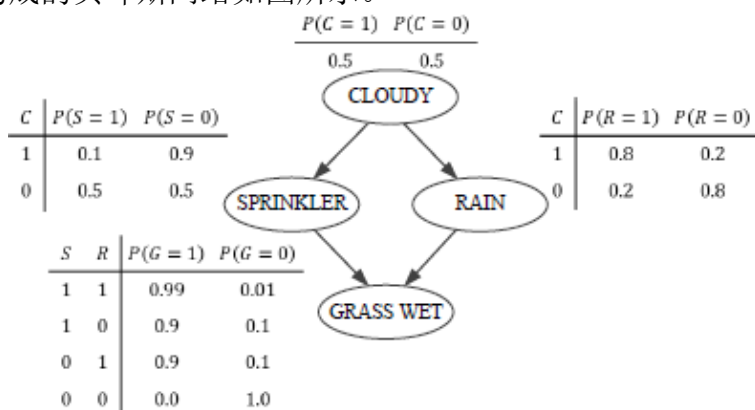 P(C = 1) P(C = 0)
0.5 0.5
CLOUDY
C P(S = 1) P(S = 0)
1 0.1 0.9
0 0.5 0.5
C P(R = 1) P(R = 0)
1 0.8 0.2
0 0.2 0.8
SPRINKLER
RAIN
S R P(G = 1) P(G = 0)
1 1 0.99 0.01
1 0 0.9 0.1
0 1 0.9 0.1
0 0 0.0 1.0
GRASS WET